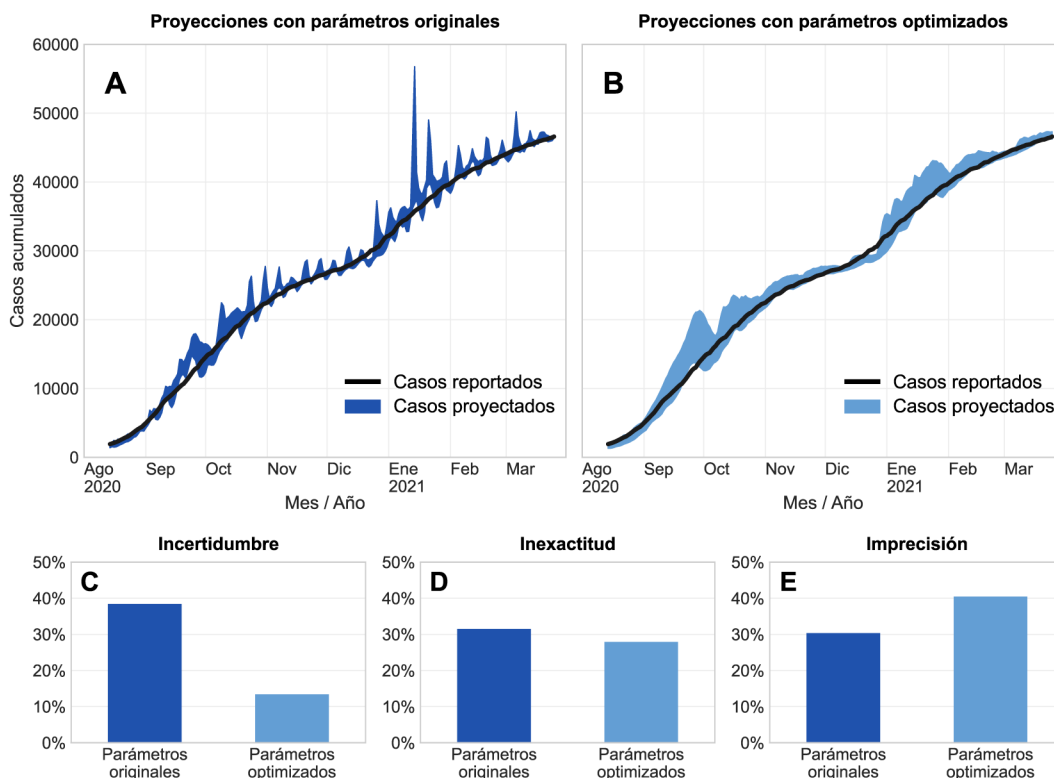 Proyecciones con parámetros originales
Proyecciones con parámetros optimizados
A
B
60000
50000
40000
30000
20000
10000
0
Casos acumulados
Casos reportados
Casos proyectados
Casos reportados
Casos proyectados
Ago Sep Oct Nov Dic Ene Feb Mar
2020 2021
Mes / Año
Ago Sep Oct Nov Dic Ene Feb Mar
2020 2021
Mes / Año
Incertidumbre
C
50%
40%
30%
20%
10%
0%
Parámetros Parámetros
originales optimizados
Inexactitud
D
50%
40%
30%
20%
10%
0%
Parámetros Parámetros
originales optimizados
Imprecisión
E
50%
40%
30%
20%
10%
0%
Parámetros Parámetros
originales optimizados